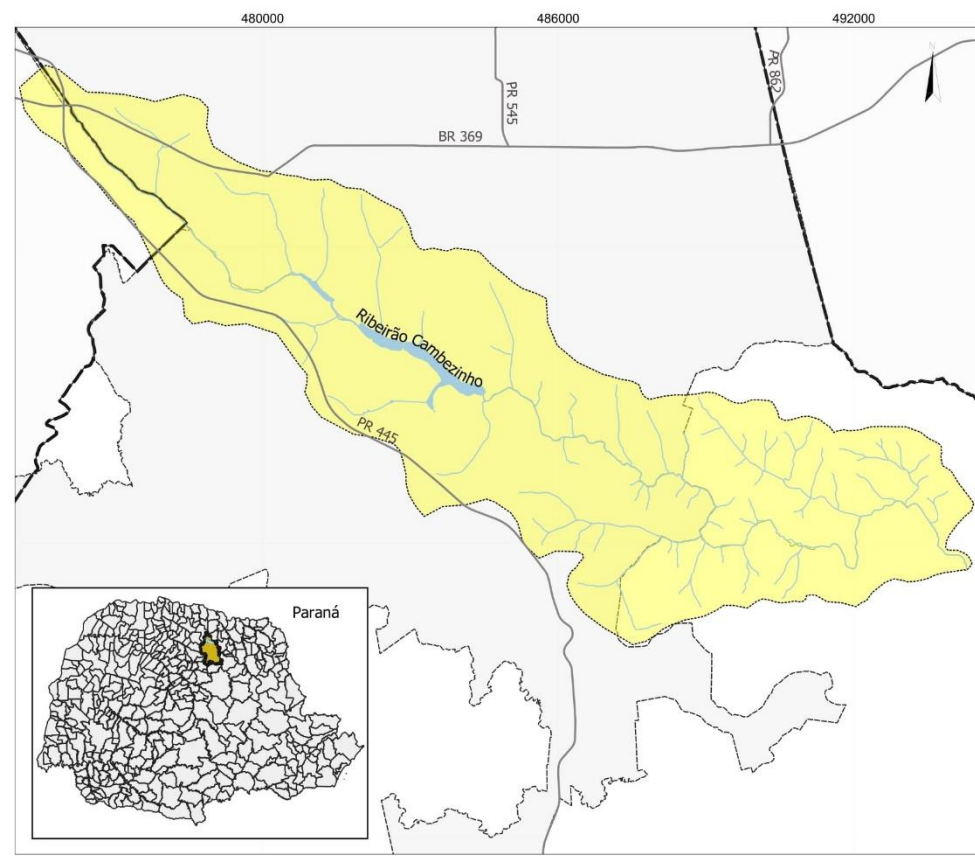 480000
486000
492000
PR 545
PR 862
N
BR 369
Ribeirão Cambezinho
PR 445
Paraná